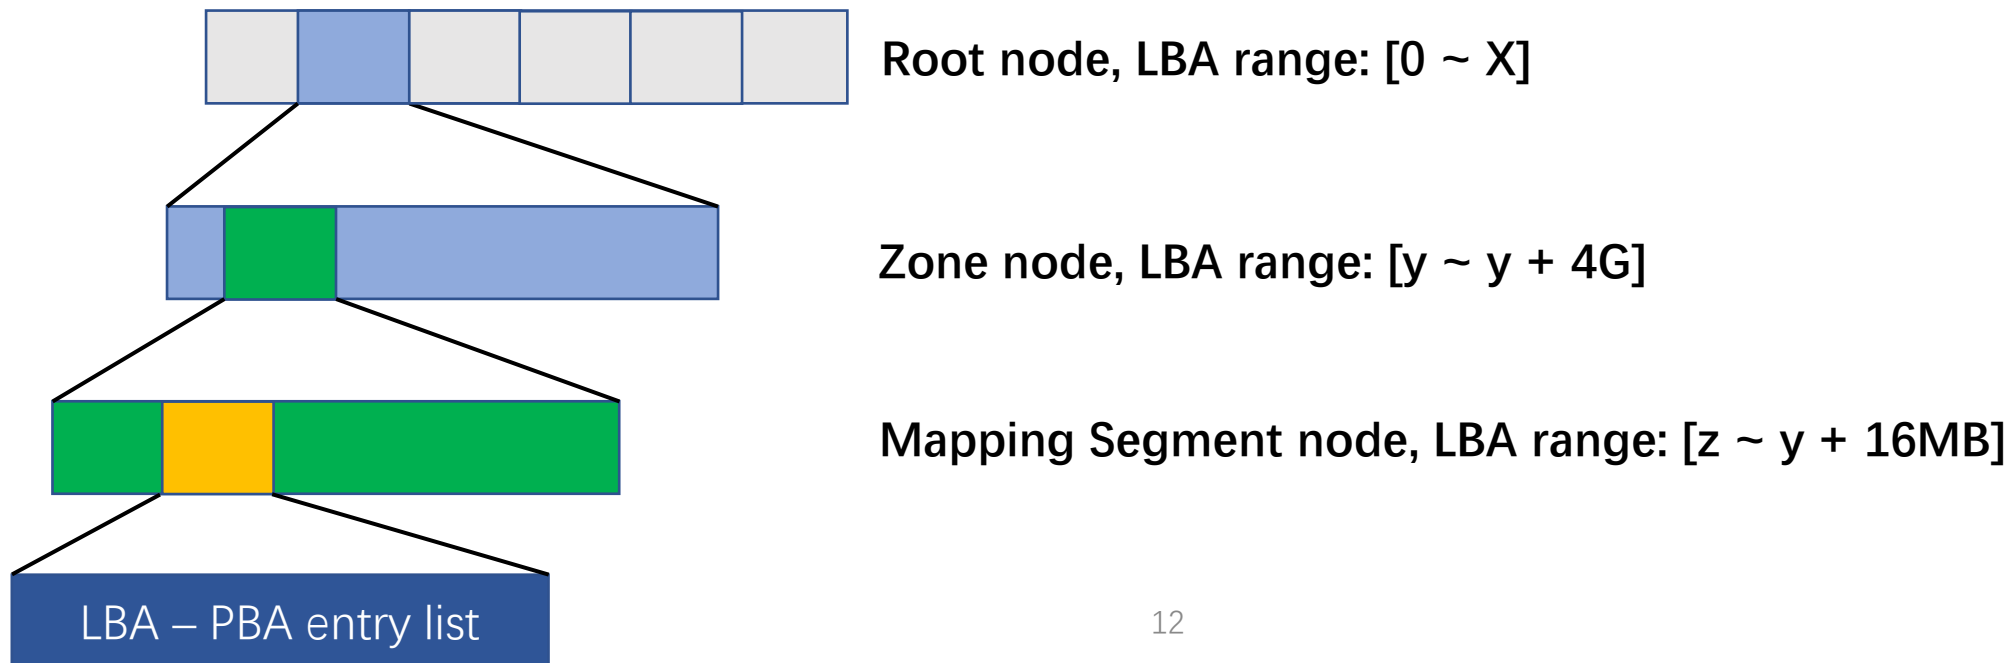 Root node, LBA range: [0 ~ X]
Zone node, LBA range: [y ~ y + 4G]
Mapping Segment node, LBA range: [z ~ y + 16MB]
LBA – PBA entry list
12